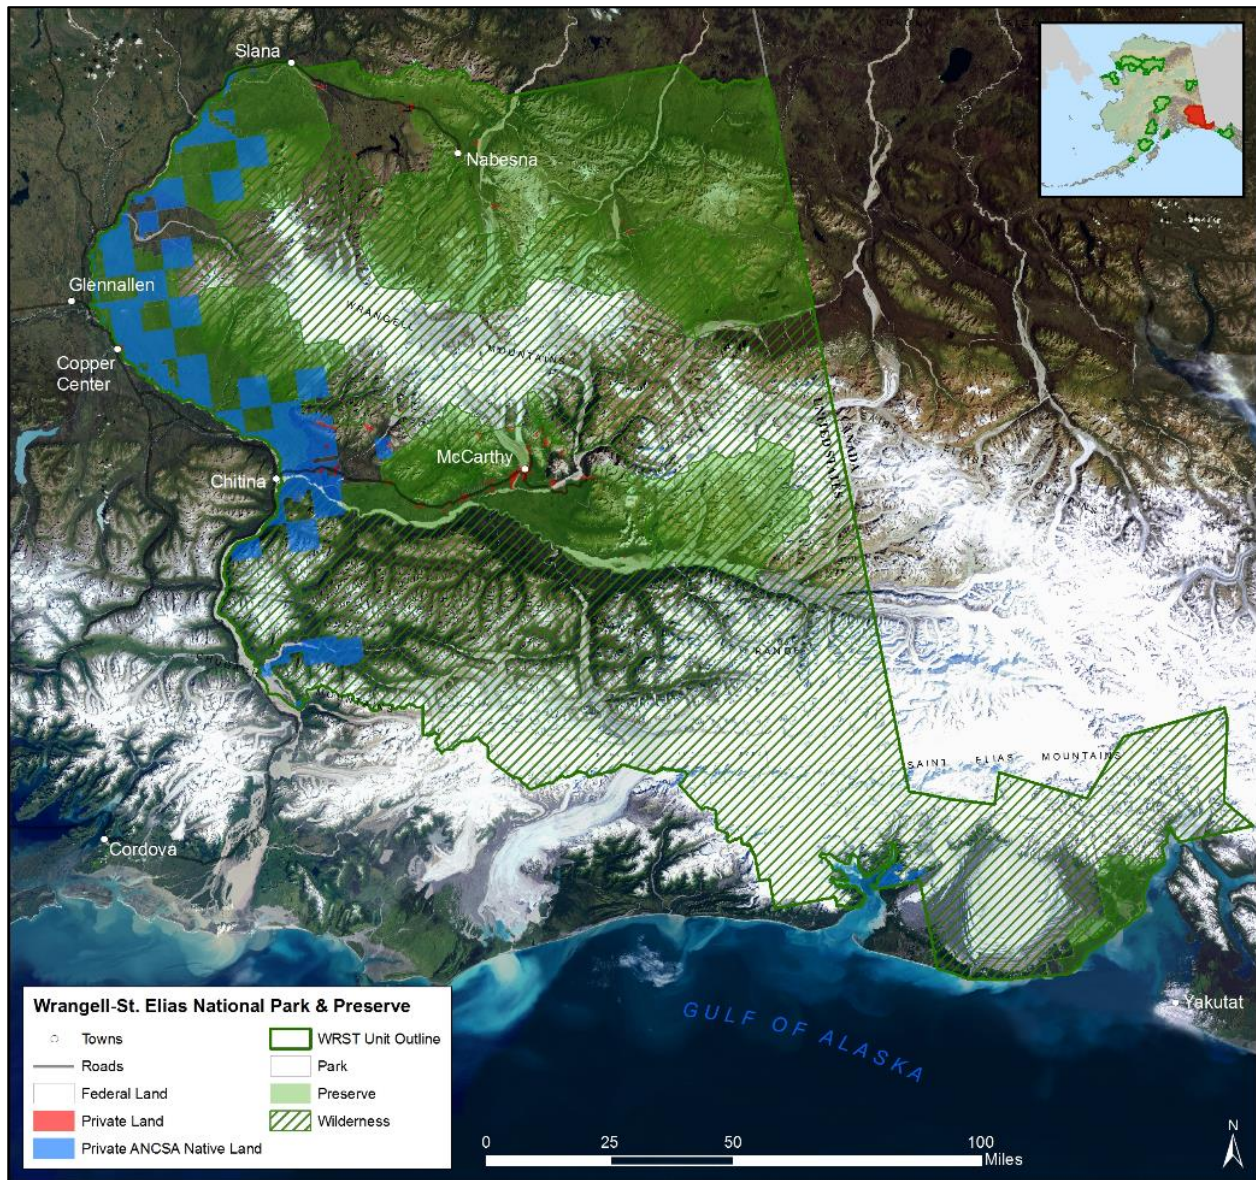 Slana
Nabesna
Glennallen
WRANGELL
MOUNTAINS
Copper
Center
McCarthy
UNITED STATES
CANADA
Chitina
RANGE
SAINT ELIAS MOUNTAINS
Cordova
Yakutat
GULF OF ALASKA
Wrangell-St. Elias National Park & Preserve
Towns
WRST Unit Outline
Roads
Park
Federal Land
Preserve
Private Land
Wilderness
Private ANCSA Native Land
0 25 50 100
Miles
N